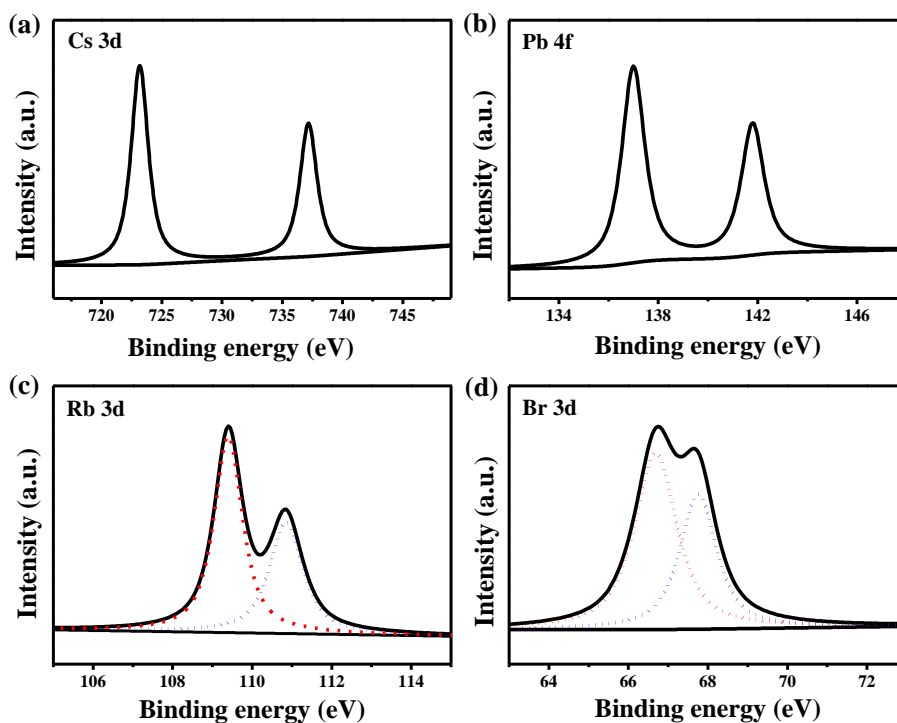 (a)
Cs 3d
Intensity (a.u.)
720 725 730 735 740 745
Binding energy (eV)
(b)
Pb 4f
Intensity (a.u.)
134 138 142 146
Binding energy (eV)
(c)
Rb 3d
Intensity (a.u.)
106 108 110 112 114
Binding energy (eV)
(d)
Br 3d
Intensity (a.u.)
64 66 68 70 72
Binding energy (eV)